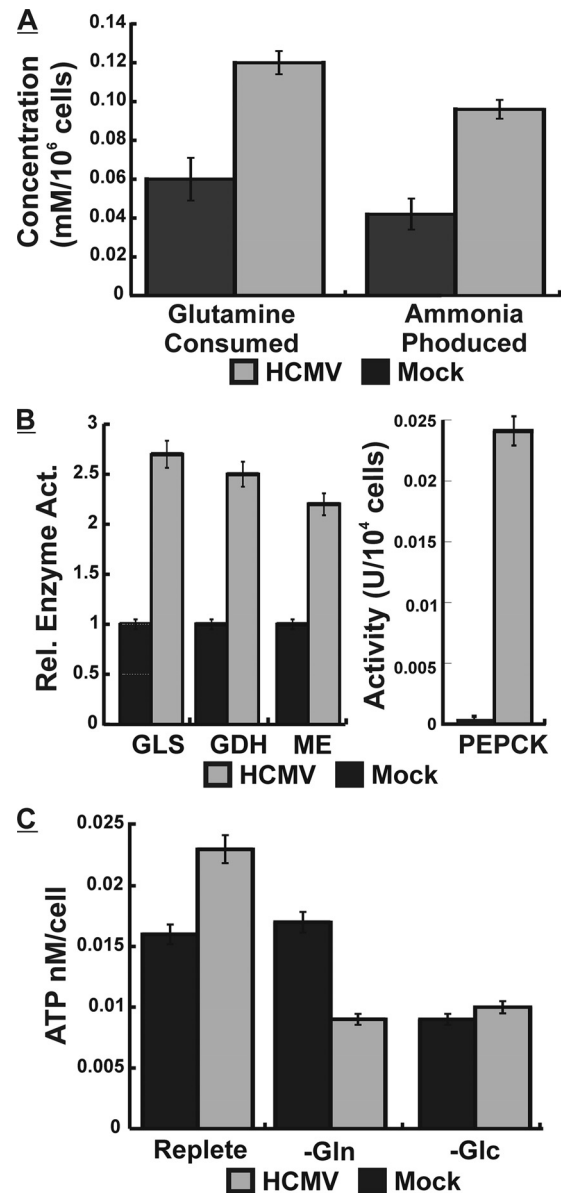 A
Concentration
(mM/10⁶ cells)
0.14
0.12
0.10
0.08
0.06
0.04
0.02
0
Glutamine
Consumed
Ammonia
Phoduced
HCMV Mock
B
Rel. Enzyme Act.
3
2.5
2
1.5
1
0.5
0
GLS GDH ME
Activity (U/10⁴ cells)
0.025
0.02
0.015
0.01
0.005
0
PEPCK
HCMV Mock
C
ATP nM/cell
0.025
0.02
0.015
0.01
0.005
0
Replete -Gln -Glc
HCMV Mock